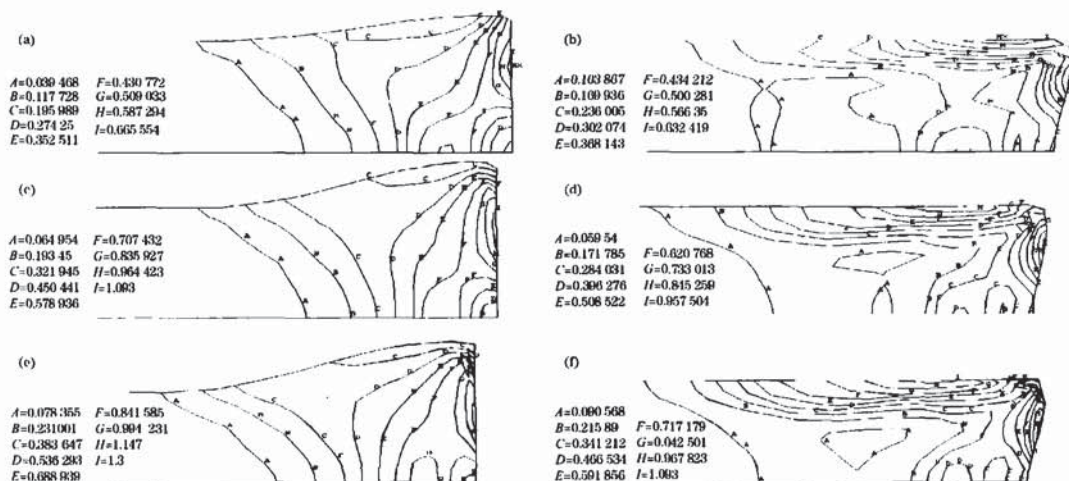 (a)
A=0.039 468 F=0.430 772
B=0.117 728 G=0.509 033
C=0.195 989 H=0.587 294
D=0.274 25 I=0.665 554
E=0.352 511
(b)
A=0.103 867 F=0.434 212
B=0.169 936 G=0.500 281
C=0.236 005 H=0.566 35
D=0.302 074 I=0.632 419
E=0.368 143
(c)
A=0.064 954 F=0.707 432
B=0.193 45 G=0.835 927
C=0.321 945 H=0.964 423
D=0.450 441 I=1.093
E=0.578 936
(d)
A=0.059 54
B=0.171 785 F=0.620 768
C=0.284 031 G=0.733 013
D=0.396 276 H=0.845 259
E=0.508 522 I=0.957 504
(e)
A=0.078 355 F=0.841 585
B=0.231001 G=0.994 231
C=0.383 647 H=1.147
D=0.536 293 I=1.3
E=0.688 939
(f)
A=0.090 568
B=0.215 89 F=0.717 179
C=0.341 212 G=0.042 501
D=0.466 534 H=0.967 823
E=0.591 856 I=1.093